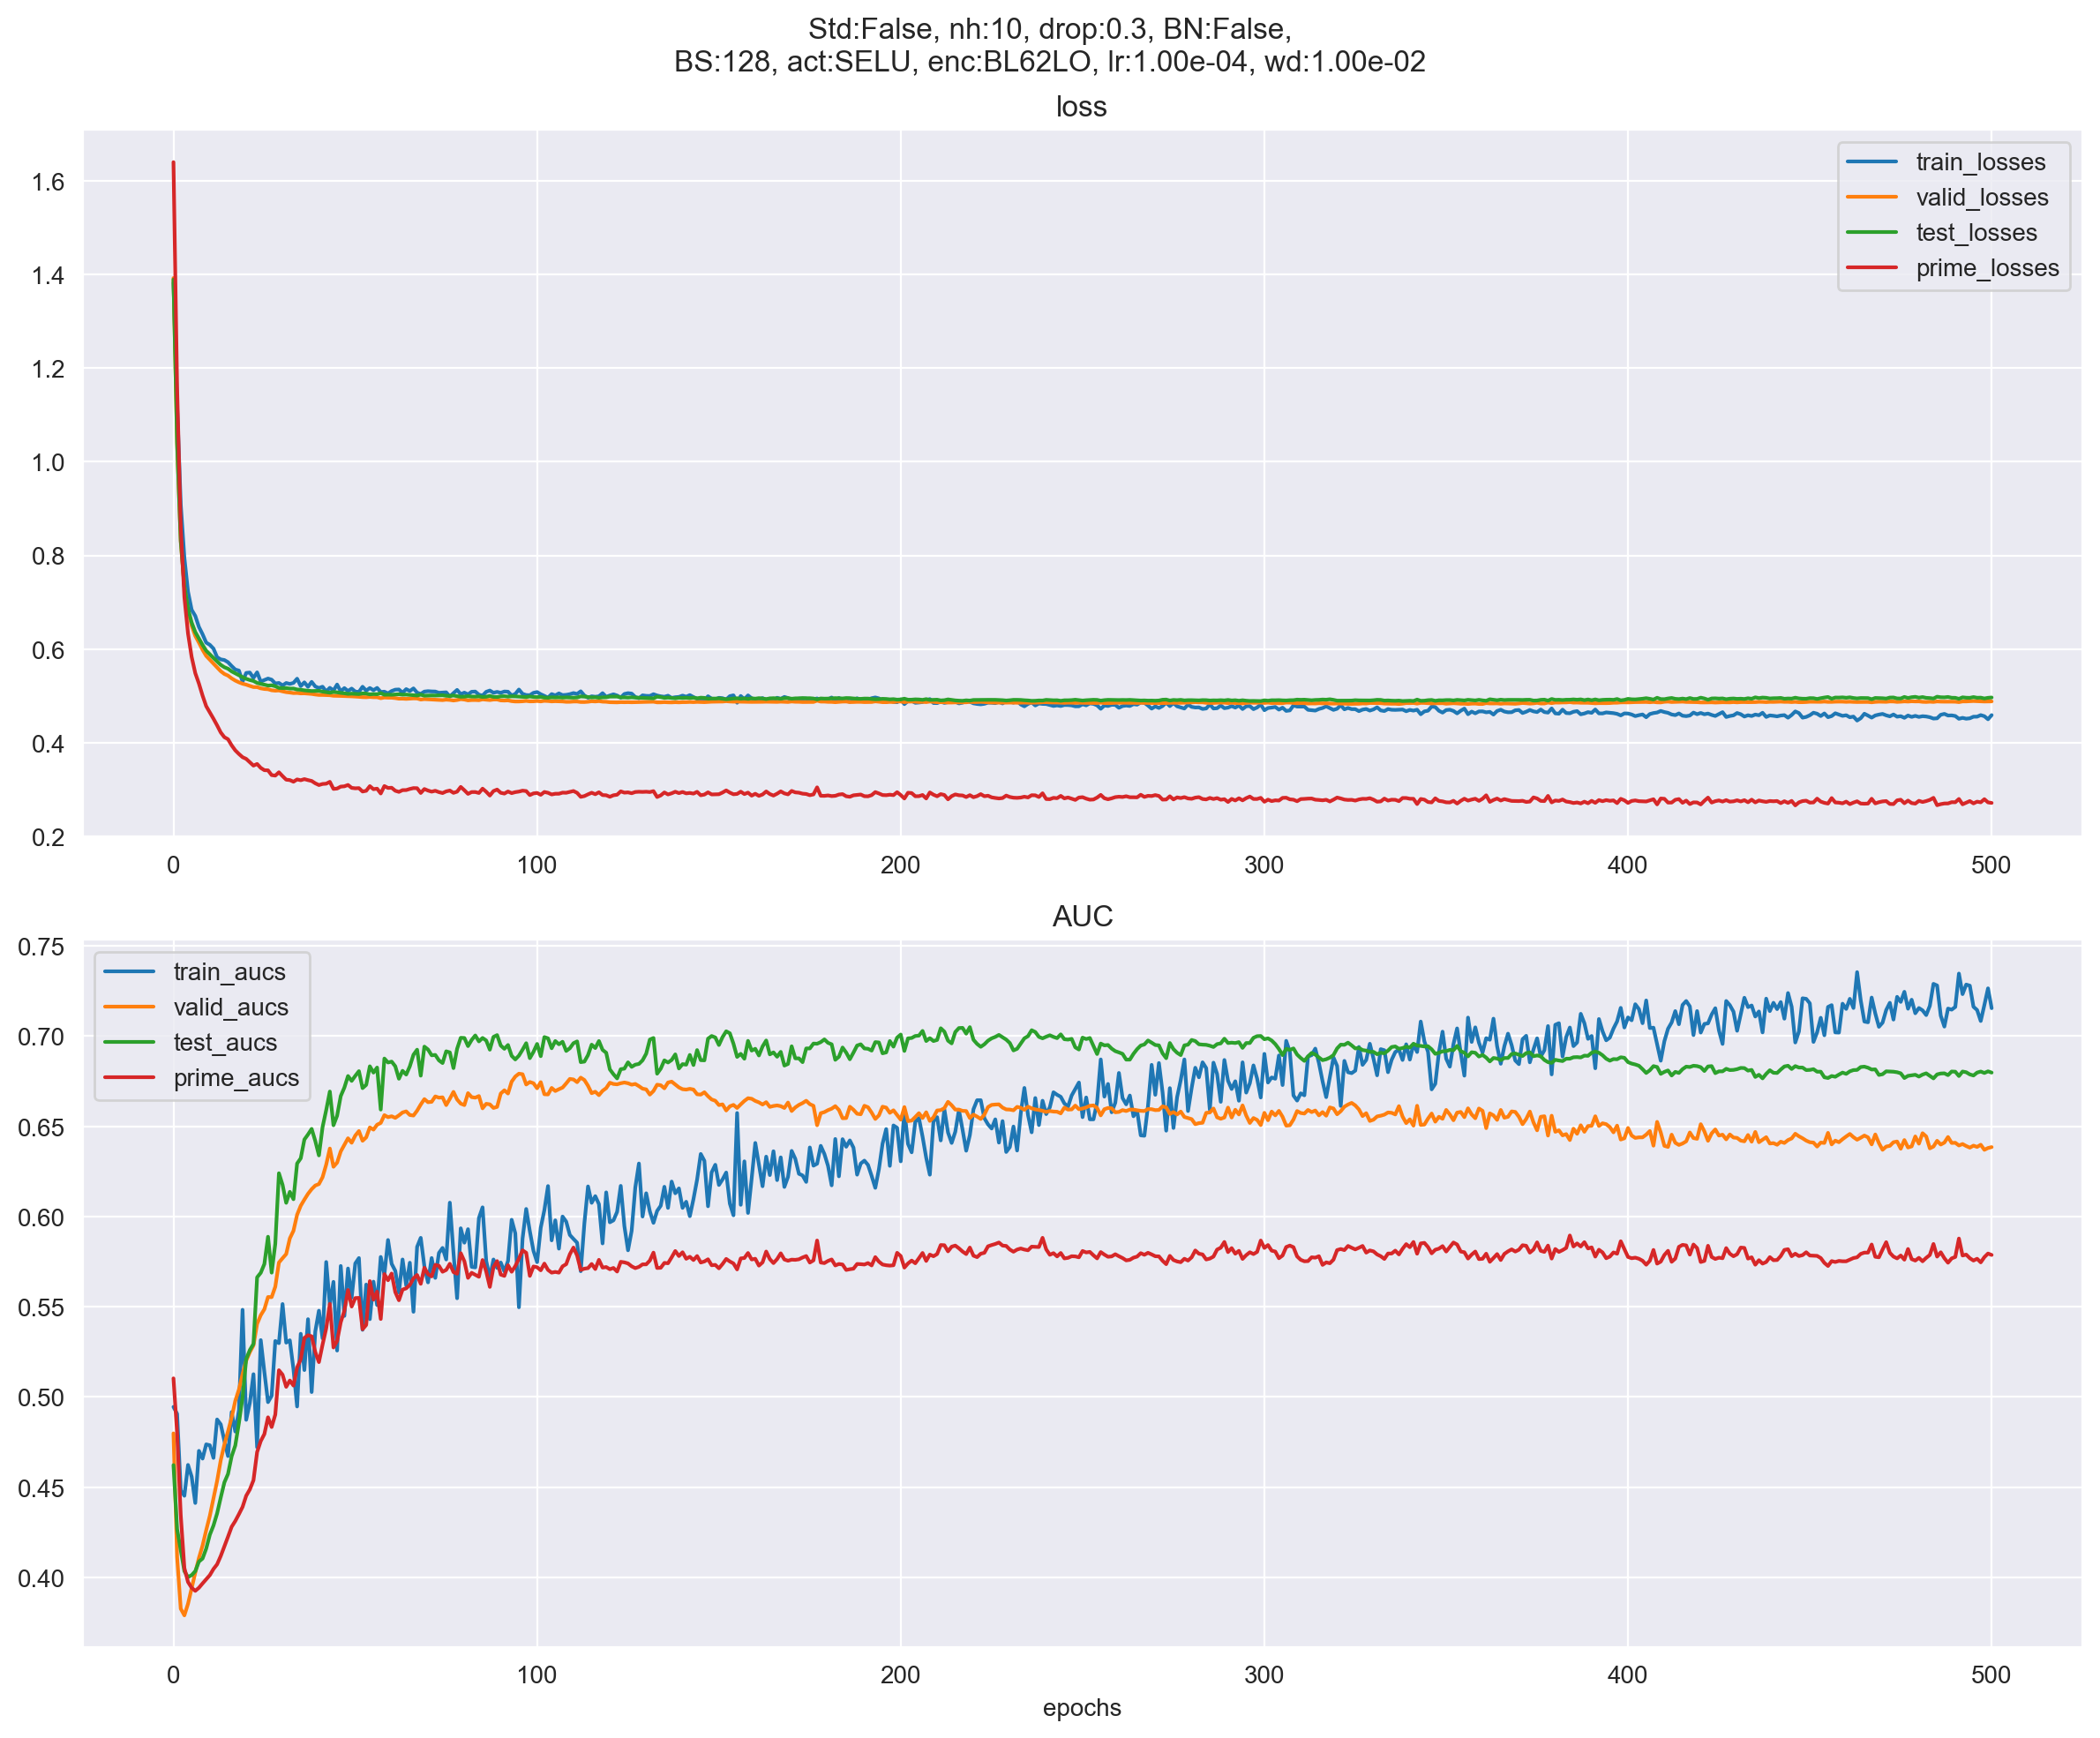 Std:False, nh:10, drop:0.3, BN:False,
BS:128, act:SELU, enc:BL62LO, lr:1.00e-04, wd:1.00e-02
loss
1.6
1.4
1.2
1.0
0.8
0.6
0.4
0.2
train_losses
valid_losses
test_losses
prime_losses
0 100 200 300 400 500
AUC
0.75
0.70
0.65
0.60
0.55
0.50
0.45
0.40
train_aucs
valid_aucs
test_aucs
prime_aucs
0 100 200 300 400 500
epochs